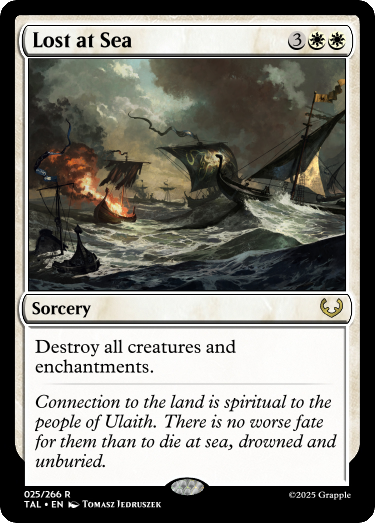 Lost at Sea 3
Sorcery
Destroy all creatures and
enchantments.
Connection to the land is spiritual to the
people of Ulaith. There is no worse fate
for them than to die at sea, drowned and
unburied.
025/266 R
TAL • EN Tomasz Jedruszek
©2025 Grapple